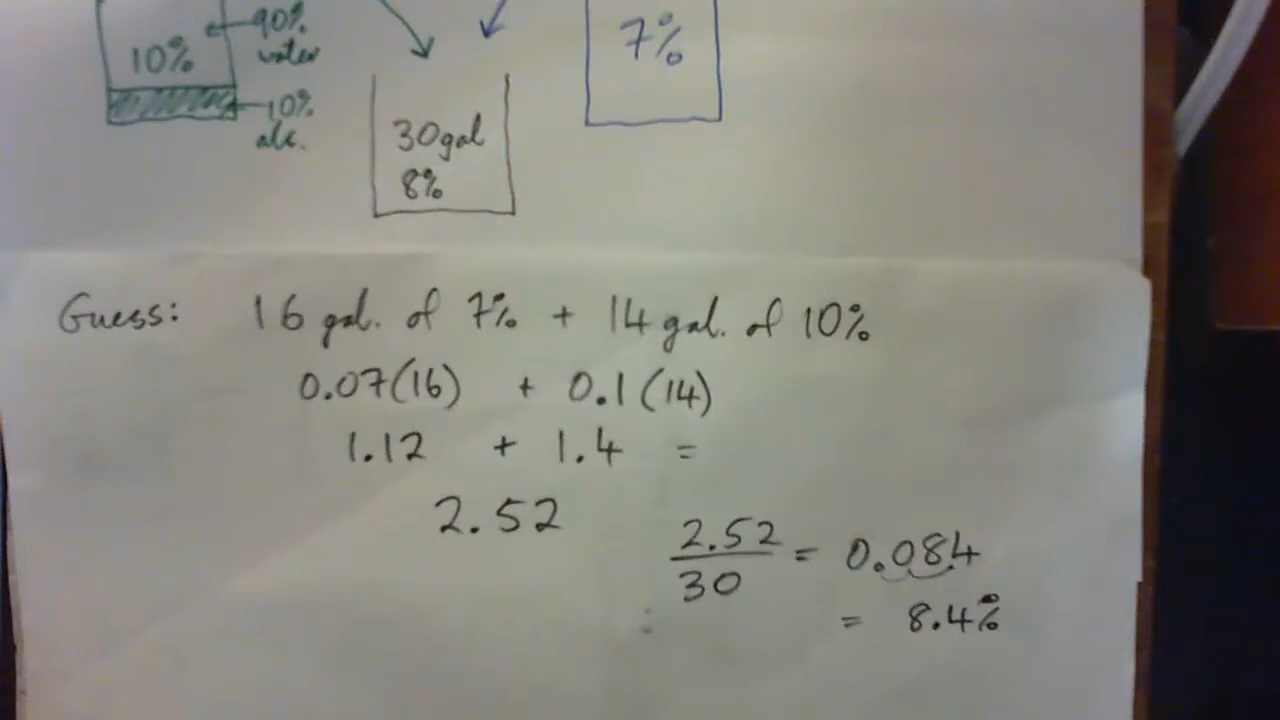 90%
water
10%
10%
alc.
7%
30gal
8%
Guess: 16 gal. of 7% + 14 gal. of 10%
0.07(16) + 0.1(14)
1.12 + 1.4 =
2.52
2.52
30
= 0.084
= 8.4%